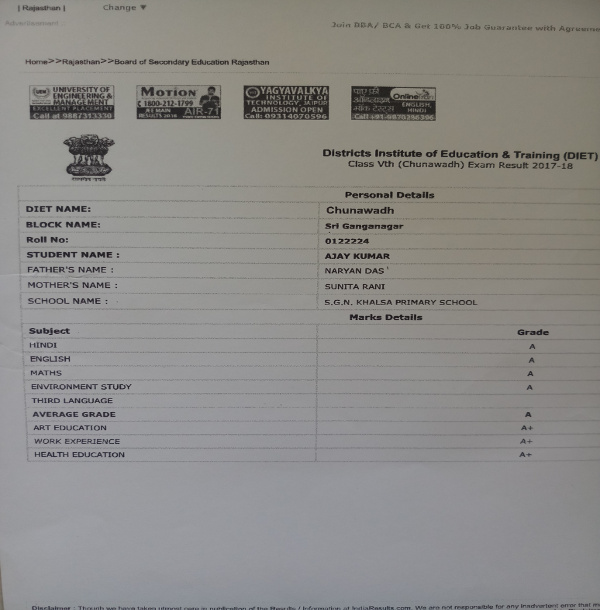 | Rajasthan | Change ▼
Advertisement :
Join BBA/ BCA & Get 100% Job Guarantee with Agreeme
Home>>Rajasthan>>Board of Secondary Education Rajasthan
UNIVERSITY OF
ENGINEERING &
MANAGEMENT
EXCELLENT PLACEMENT
Call at 9887313330
MOTION
1800-212-1799
RESULTS 2018 AIR-71
YAGYAVALKYA
INSTITUTE OF
TECHNOLOGY, JAIPUR
ADMISSION OPEN
Call: 09314070596
Online
ENGLISH,
HINDI
Districts Institute of Education & Training (DIET)
Class Vth (Chunawadh) Exam Result 2017-18
Personal Details
DIET NAME: Chunawadh
BLOCK NAME: Sri Ganganagar
Roll No: 0122224
STUDENT NAME : AJAY KUMAR
FATHER'S NAME : NARYAN DAS
MOTHER'S NAME : SUNITA RANI
SCHOOL NAME : S.G.N. KHALSA PRIMARY SCHOOL
Marks Details
Subject Grade
HINDI A
ENGLISH A
MATHS A
ENVIRONMENT STUDY A
THIRD LANGUAGE
AVERAGE GRADE A
ART EDUCATION A+
WORK EXPERIENCE A+
HEALTH EDUCATION A+
Disclaimer : Though we have taken utmost care in publication of the Results / Information at IndiaResults.com, We are not responsible for any inadvertent error that m